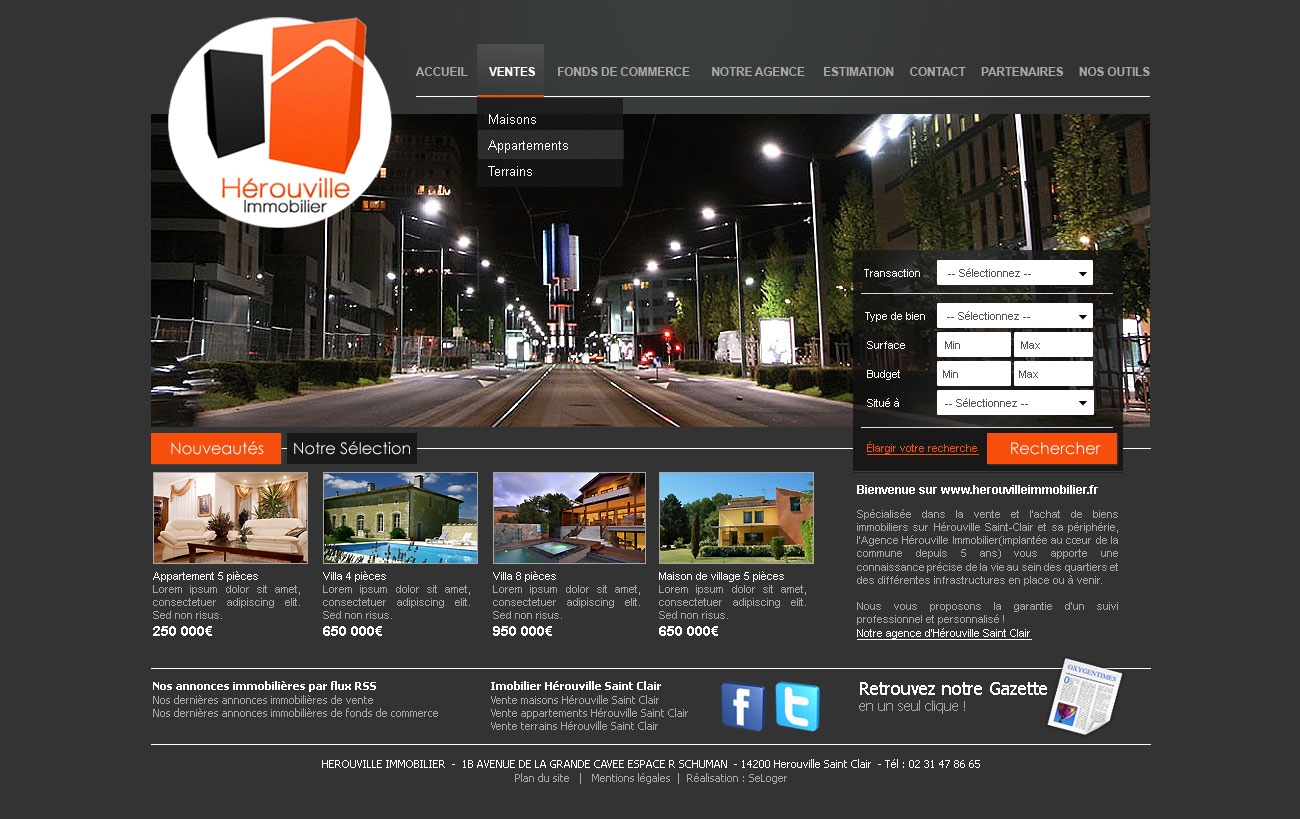 Hérouville
Immobilier
ACCUEIL VENTES FONDS DE COMMERCE NOTRE AGENCE ESTIMATION CONTACT PARTENAIRES NOS OUTILS
Maisons
Appartements
Terrains
Transaction -- Sélectionnez --
Type de bien -- Sélectionnez --
Surface Min Max
Budget Min Max
Situé à -- Sélectionnez --
Élargir votre recherche Rechercher
Nouveautés Notre Sélection
Appartement 5 pièces
Lorem ipsum dolor sit amet,
consectetuer adipiscing elit.
Sed non risus.
250 000€
Villa 4 pièces
Lorem ipsum dolor sit amet,
consectetuer adipiscing elit.
Sed non risus.
650 000€
Villa 8 pièces
Lorem ipsum dolor sit amet,
consectetuer adipiscing elit.
Sed non risus.
950 000€
Maison de village 5 pièces
Lorem ipsum dolor sit amet,
consectetuer adipiscing elit.
Sed non risus.
650 000€
Bienvenue sur www.herouvilleimmobilier.fr
Spécialisée dans la vente et l'achat de biens
immobiliers sur Hérouville Saint-Clair et sa périphérie,
l'Agence Hérouville Immobilier(implantée au cœur de la
commune depuis 5 ans) vous apporte une
connaissance précise de la vie au sein des quartiers et
des différentes infrastructures en place ou à venir.
Nous vous proposons la garantie d'un suivi
professionnel et personnalisé !
Notre agence d'Hérouville Saint Clair
Nos annonces immobilières par flux RSS
Nos dernières annonces immobilières de vente
Nos dernières annonces immobilières de fonds de commerce
Imobilier Hérouville Saint Clair
Vente maisons Hérouville Saint Clair
Vente appartements Hérouville Saint Clair
Vente terrains Hérouville Saint Clair
f
t
Retrouvez notre Gazette
en un seul clique !
OXYGENTIMES
HEROUVILLE IMMOBILIER - 1B AVENUE DE LA GRANDE CAVEE ESPACE R SCHUMAN - 14200 Herouville Saint Clair - Tél : 02 31 47 86 65
Plan du site | Mentions légales | Réalisation : SeLoger